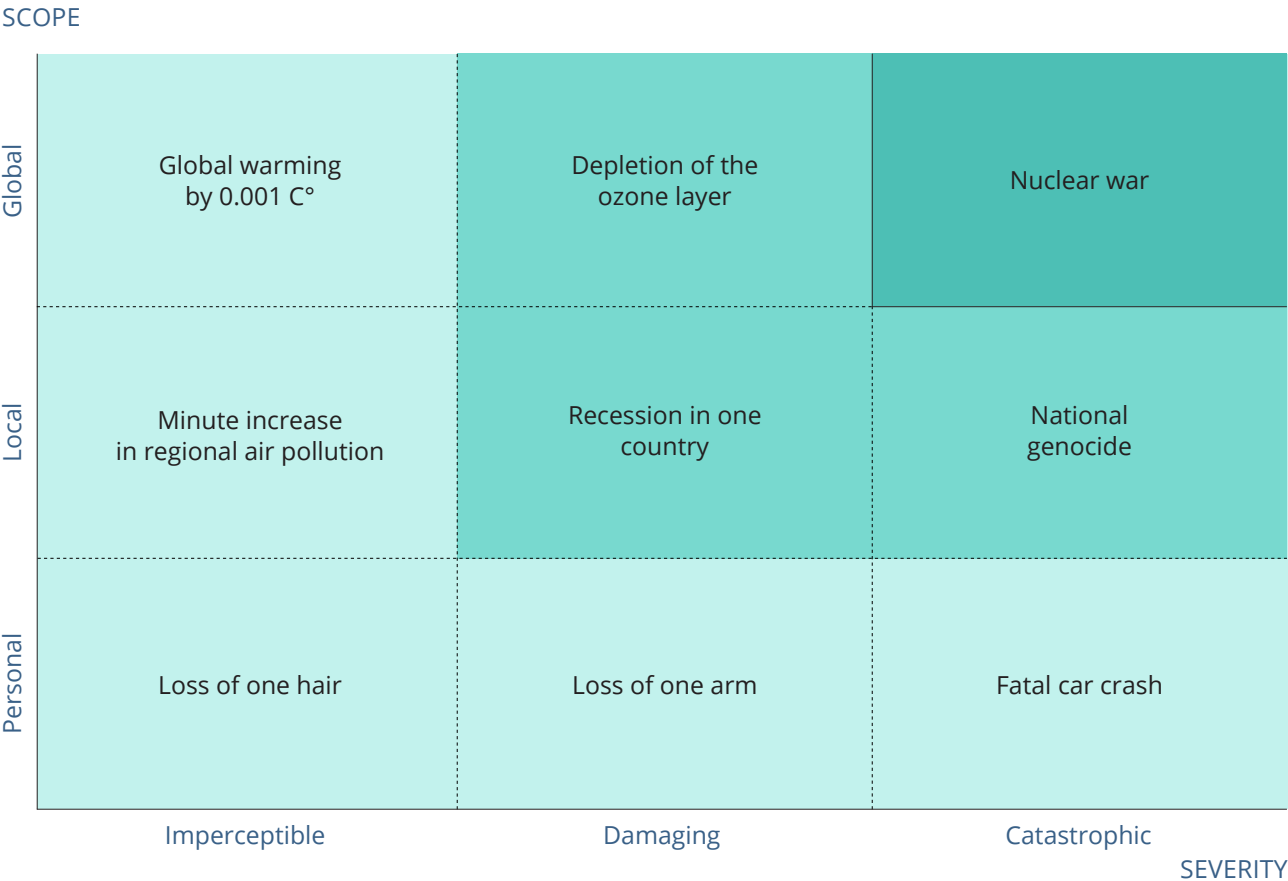 SCOPE
Global
Global warming
by 0.001 C°
Depletion of the
ozone layer
Nuclear war
Local
Minute increase
in regional air pollution
Recession in one
country
National
genocide
Personal
Loss of one hair
Loss of one arm
Fatal car crash
Imperceptible
Damaging
Catastrophic
SEVERITY